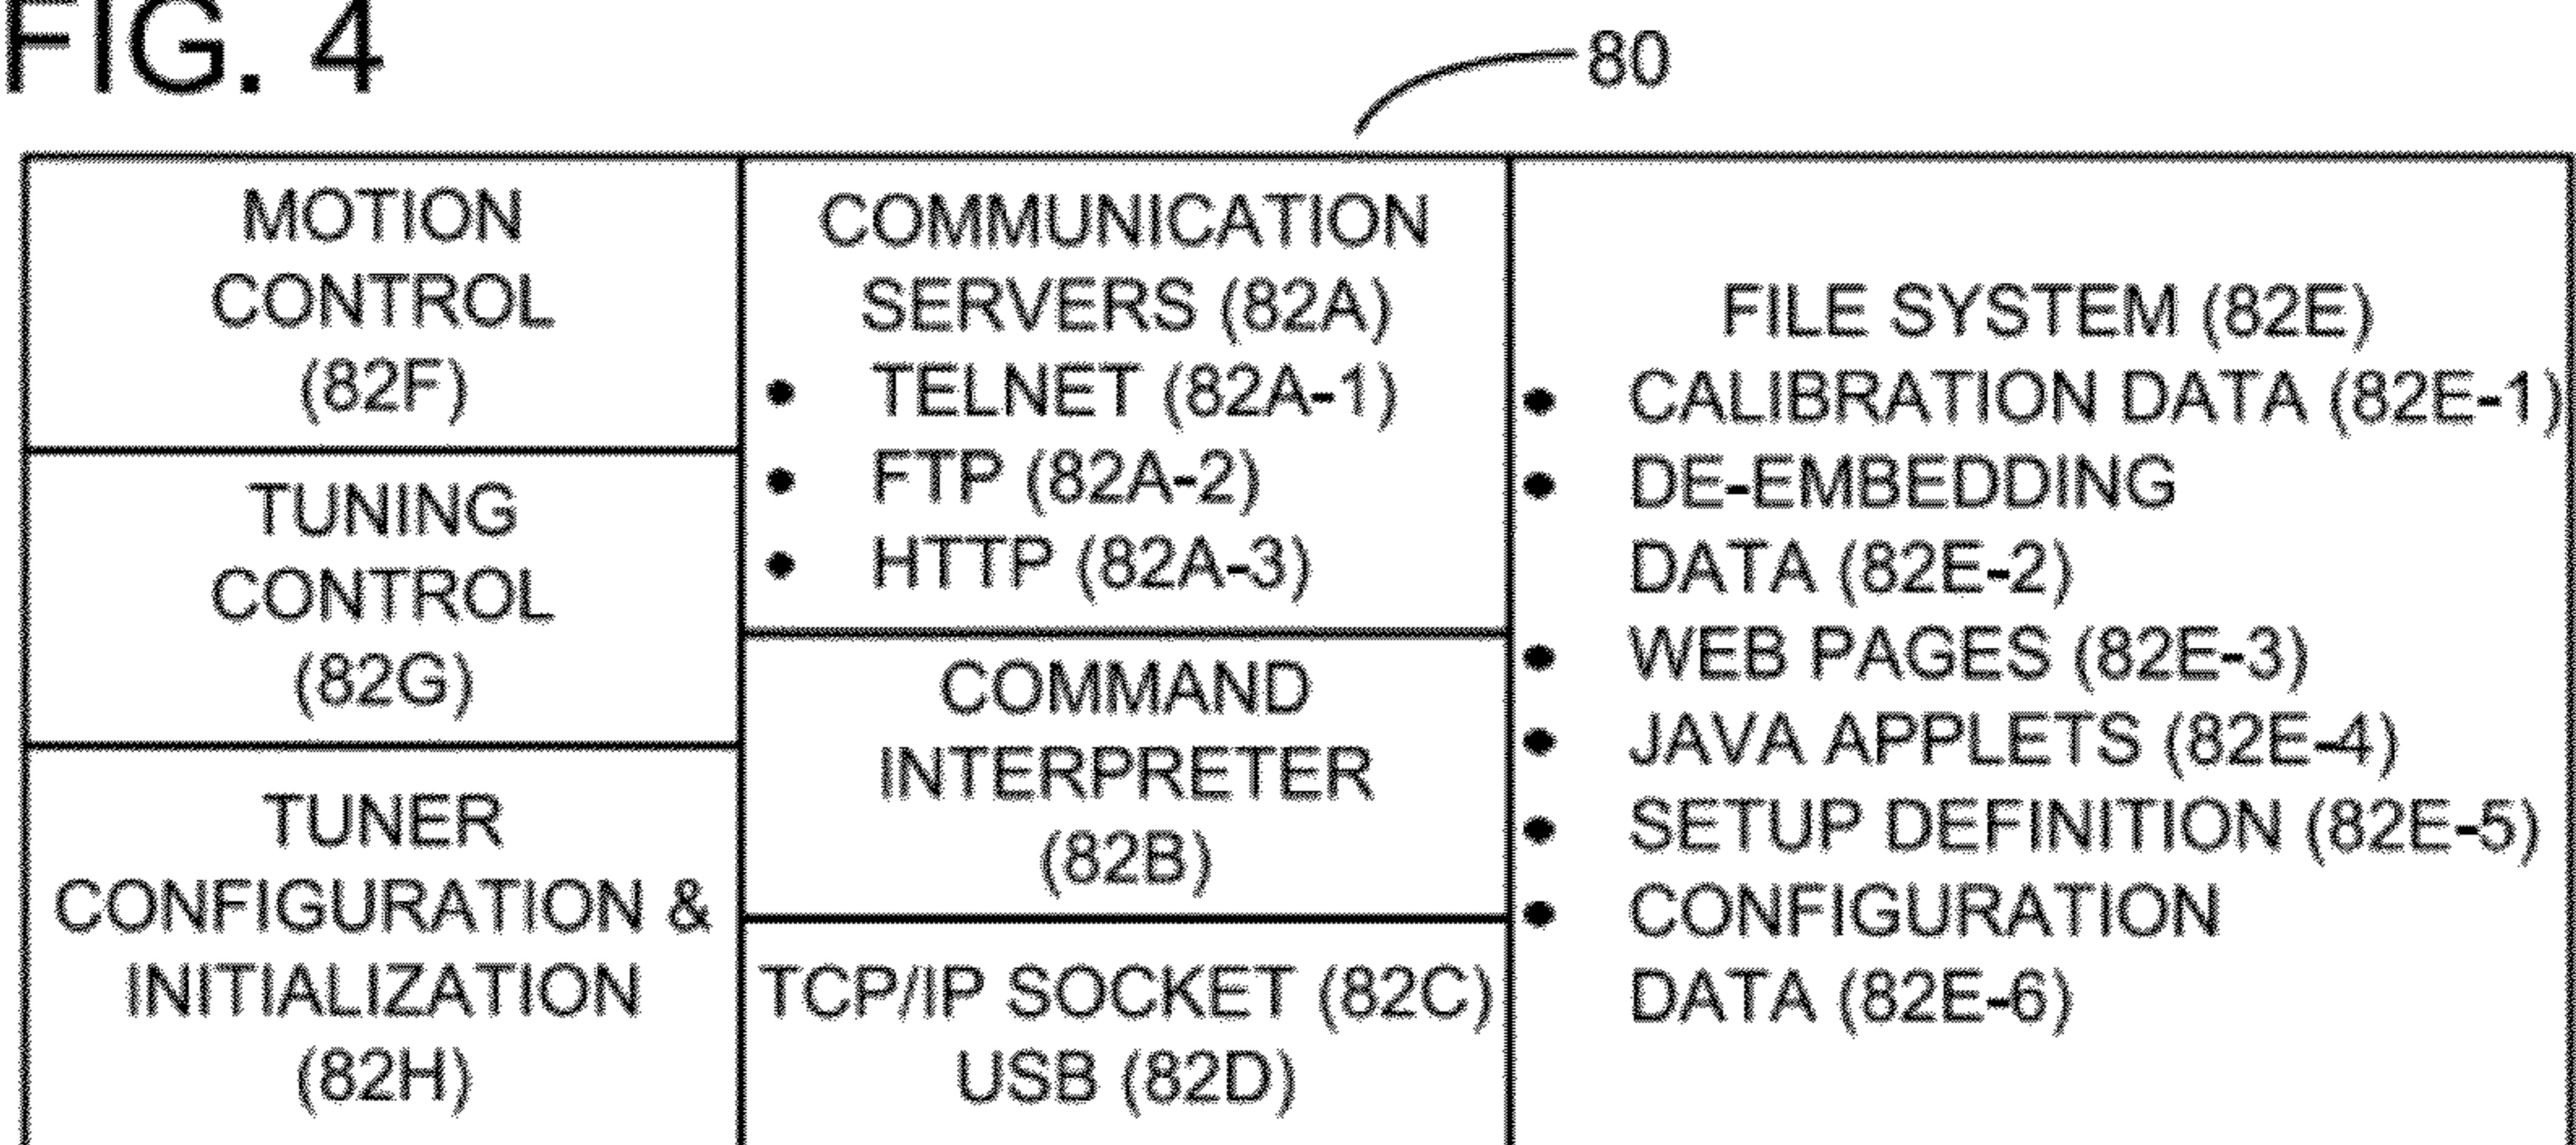 FIG. 4
80
MOTION
CONTROL
(82F)
TUNING
CONTROL
(82G)
TUNER
CONFIGURATION &
INITIALIZATION
(82H)
COMMUNICATION
SERVERS (82A)
• TELNET (82A-1)
• FTP (82A-2)
• HTTP (82A-3)
COMMAND
INTERPRETER
(82B)
TCP/IP SOCKET (82C)
USB (82D)
FILE SYSTEM (82E)
• CALIBRATION DATA (82E-1)
• DE-EMBEDDING
DATA (82E-2)
• WEB PAGES (82E-3)
• JAVA APPLETS (82E-4)
• SETUP DEFINITION (82E-5)
• CONFIGURATION
DATA (82E-6)